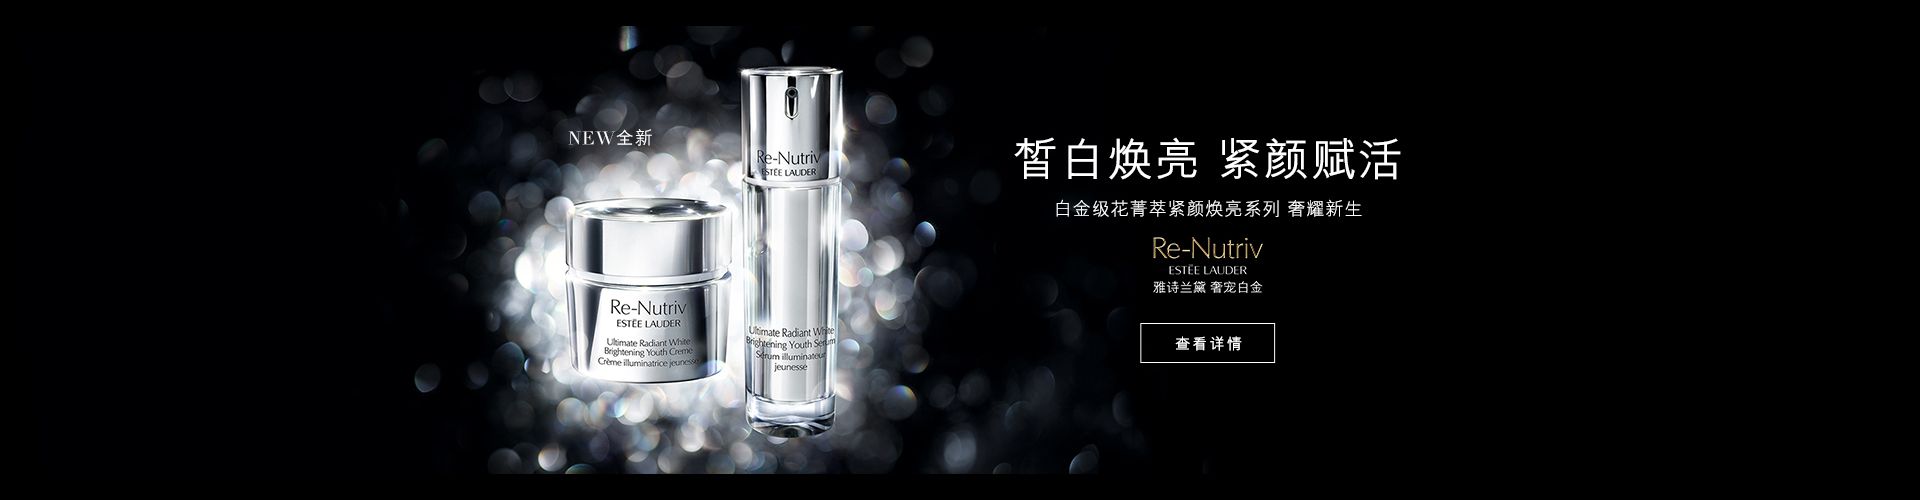 NEW全新
Re-Nutriv
ESTĒE LAUDER
Re-Nutriv
ESTĒE LAUDER
Ultimate Radiant White
Brightening Youth Creme
Crème illuminatrice jeunesse
Ultimate Radiant White
Brightening Youth Serum
Sérum illuminateur
jeunesse
皙白焕亮 紧颜赋活
白金级花菁萃紧颜焕亮系列 奢耀新生
Re-Nutriv
ESTĒE LAUDER
雅诗兰黛 奢宠白金
查看详情